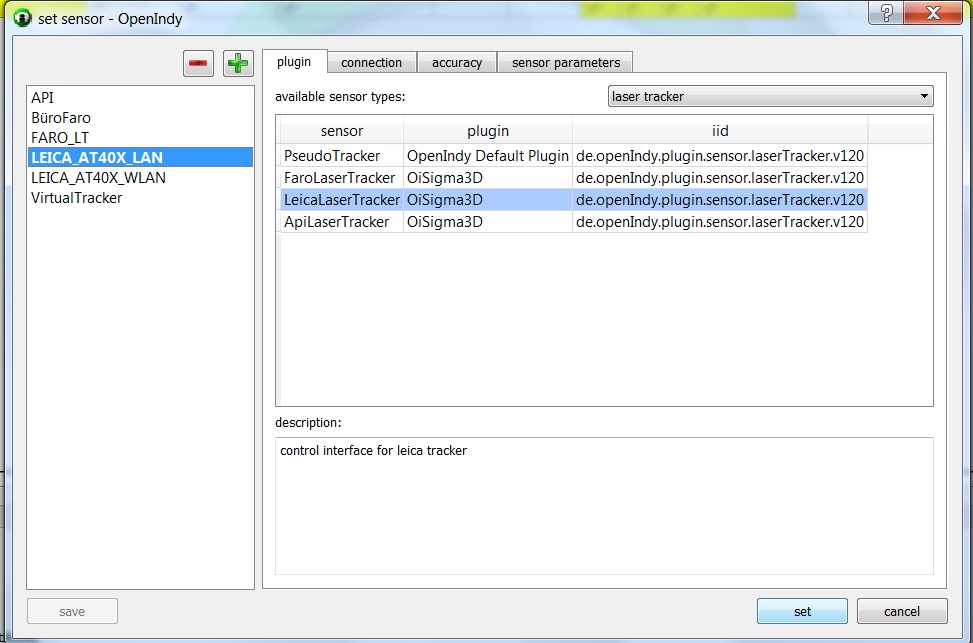 set sensor - OpenIndy
API
BüroFaro
FARO_LT
LEICA_AT40X_LAN
LEICA_AT40X_WLAN
VirtualTracker
plugin connection accuracy sensor parameters
available sensor types: laser tracker
sensor plugin iid
PseudoTracker OpenIndy Default Plugin de.openIndy.plugin.sensor.laserTracker.v120
FaroLaserTracker OiSigma3D de.openIndy.plugin.sensor.laserTracker.v120
LeicaLaserTracker OiSigma3D de.openIndy.plugin.sensor.laserTracker.v120
ApiLaserTracker OiSigma3D de.openIndy.plugin.sensor.laserTracker.v120
description:
control interface for leica tracker
save set cancel